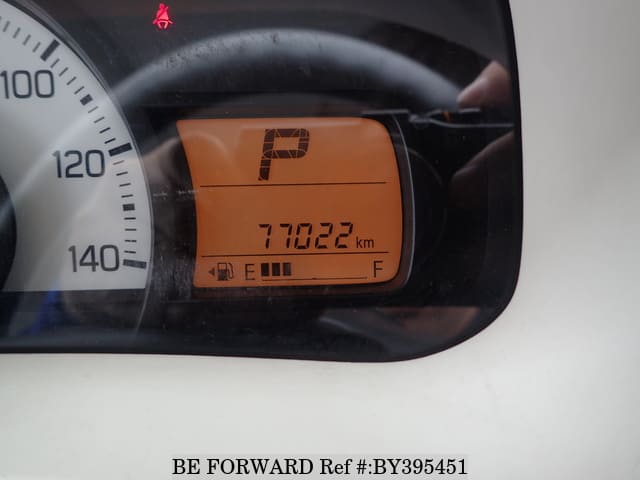 100
120
140
P
77022 km
E F
BE FORWARD Ref #:BY395451